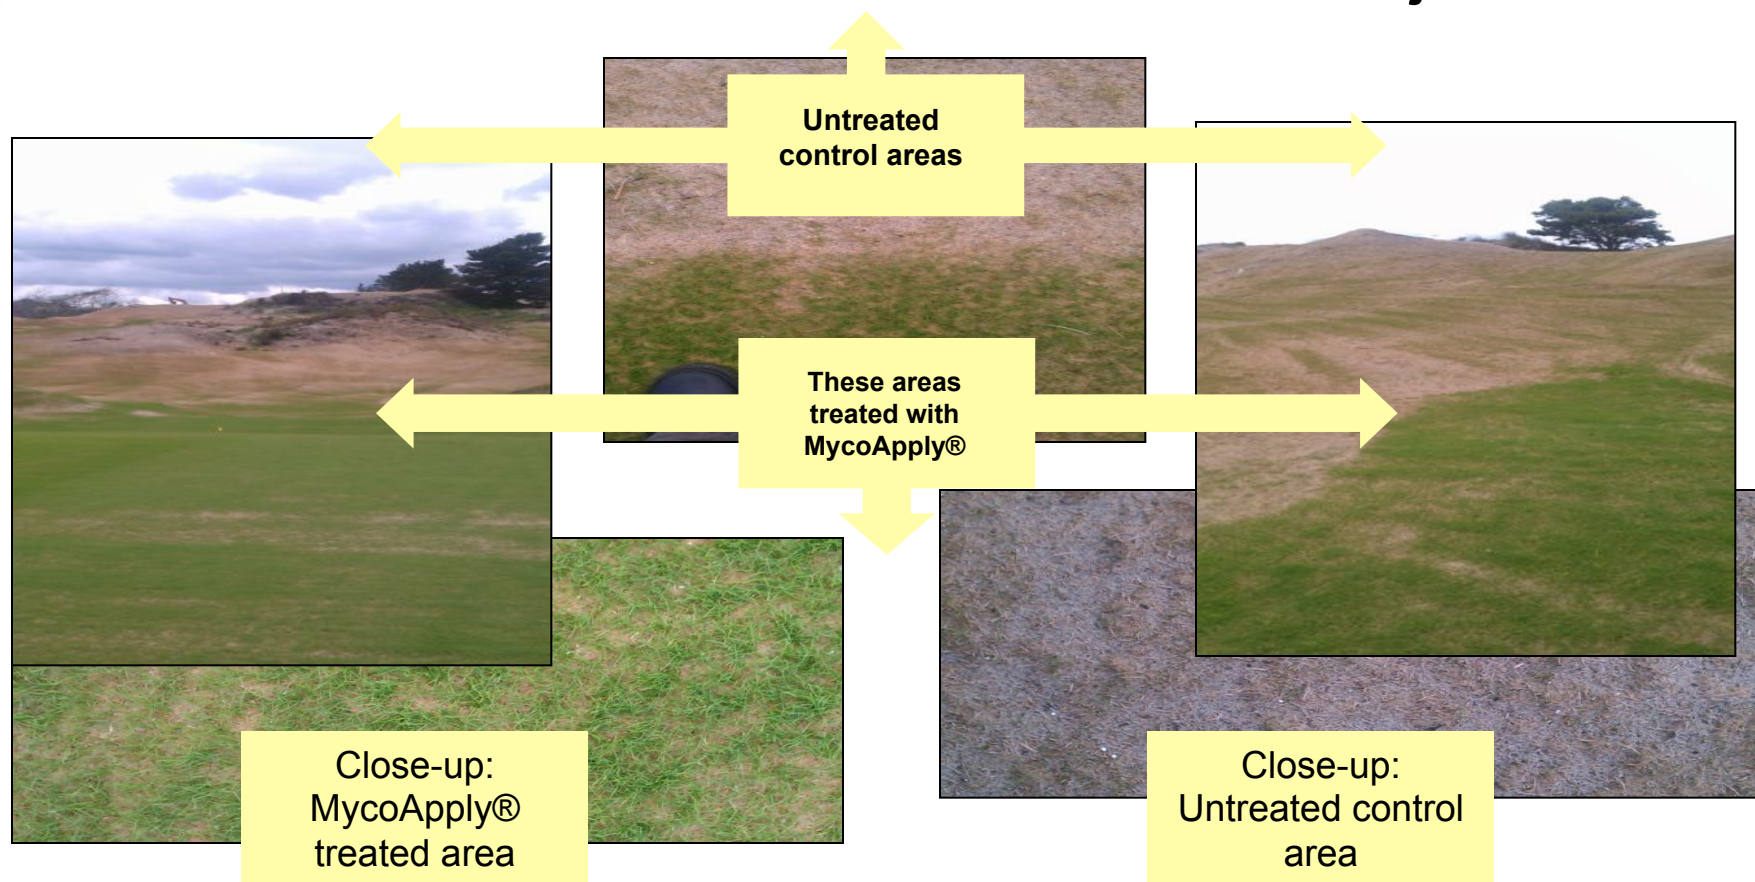 Untreated
control areas
These areas
treated with
MycoApply®
Close-up:
MycoApply®
treated area
Close-up:
Untreated control
area